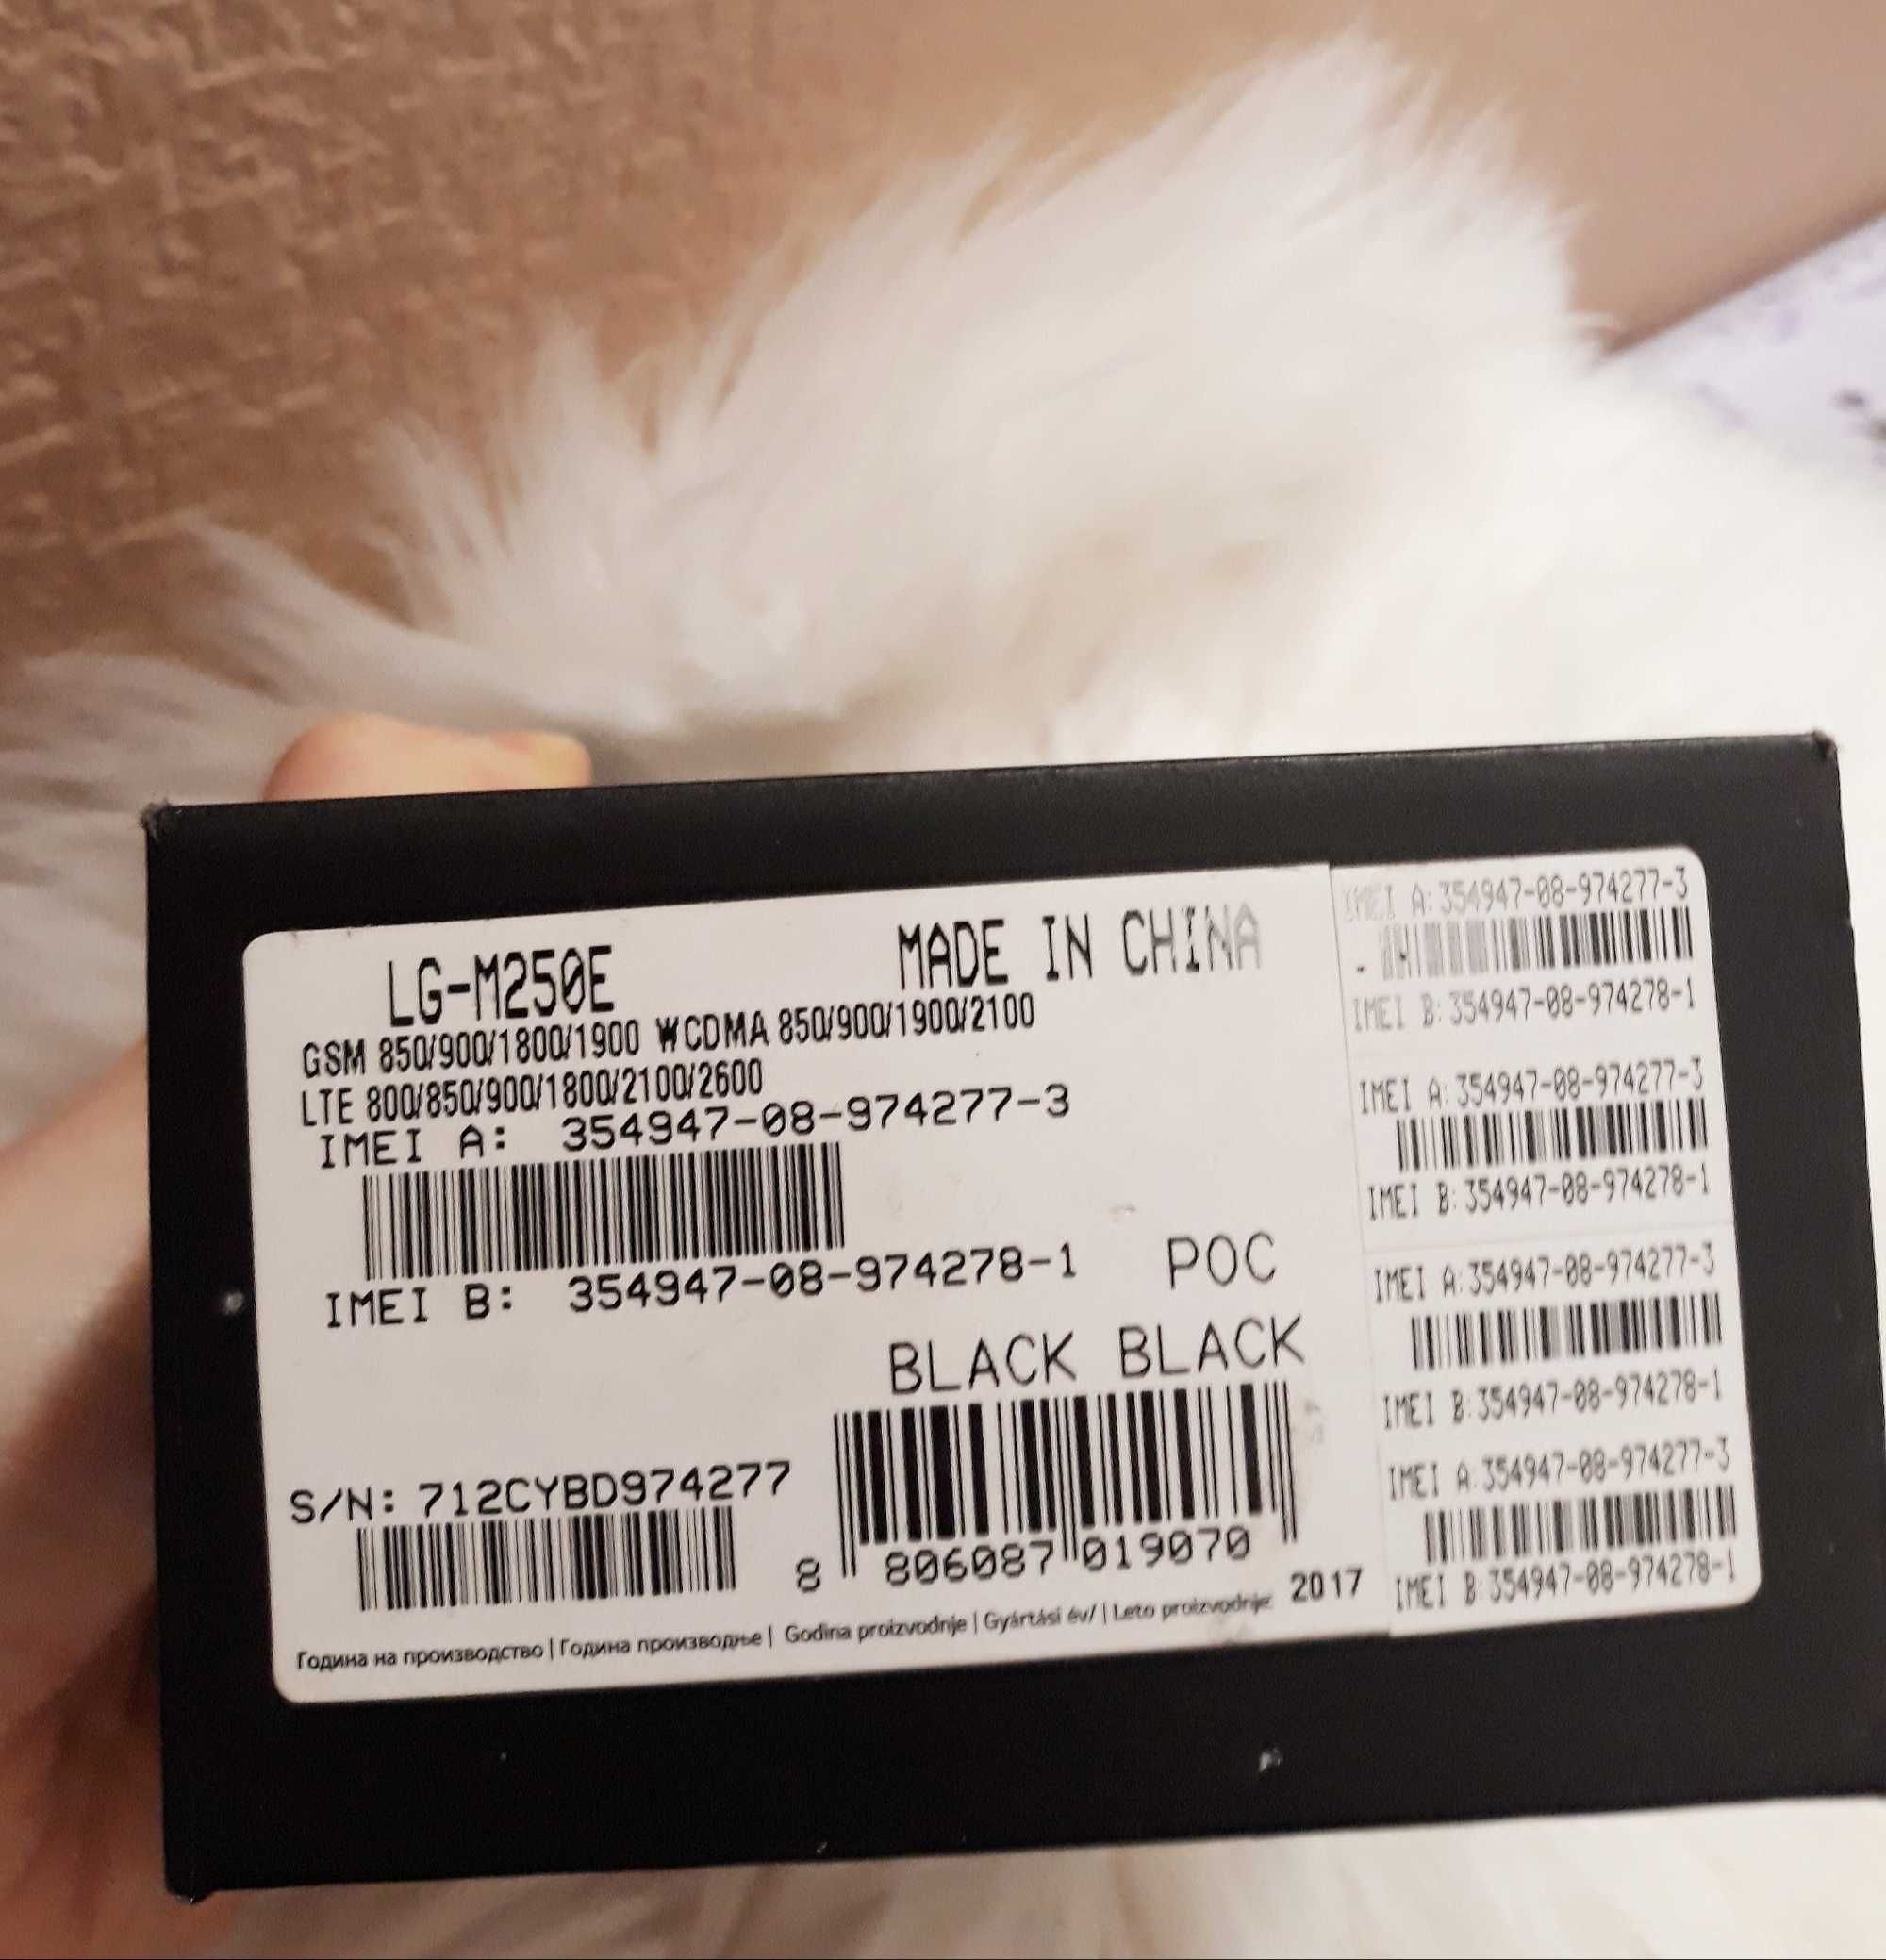 LG-M250E MADE IN CHINA
GSM 850/900/1800/1900 WCDMA 850/900/1900/2100
LTE 800/850/900/1800/2100/2600
IMEI A: 354947-08-974277-3
IMEI B: 354947-08-974278-1 POC
BLACK BLACK
S/N: 712CYBD974277
8 806087 019070
2017
Година на производство | Година производње | Godina proizvodnje | Gyártási év/ | Leto proizvodnje:
IMEI A: 354947-08-974277-3
IMEI B: 354947-08-974278-1
IMEI A: 354947-08-974277-3
IMEI B: 354947-08-974278-1
IMEI A: 354947-08-974277-3
IMEI B: 354947-08-974278-1
IMEI A: 354947-08-974277-3
IMEI B: 354947-08-974278-1